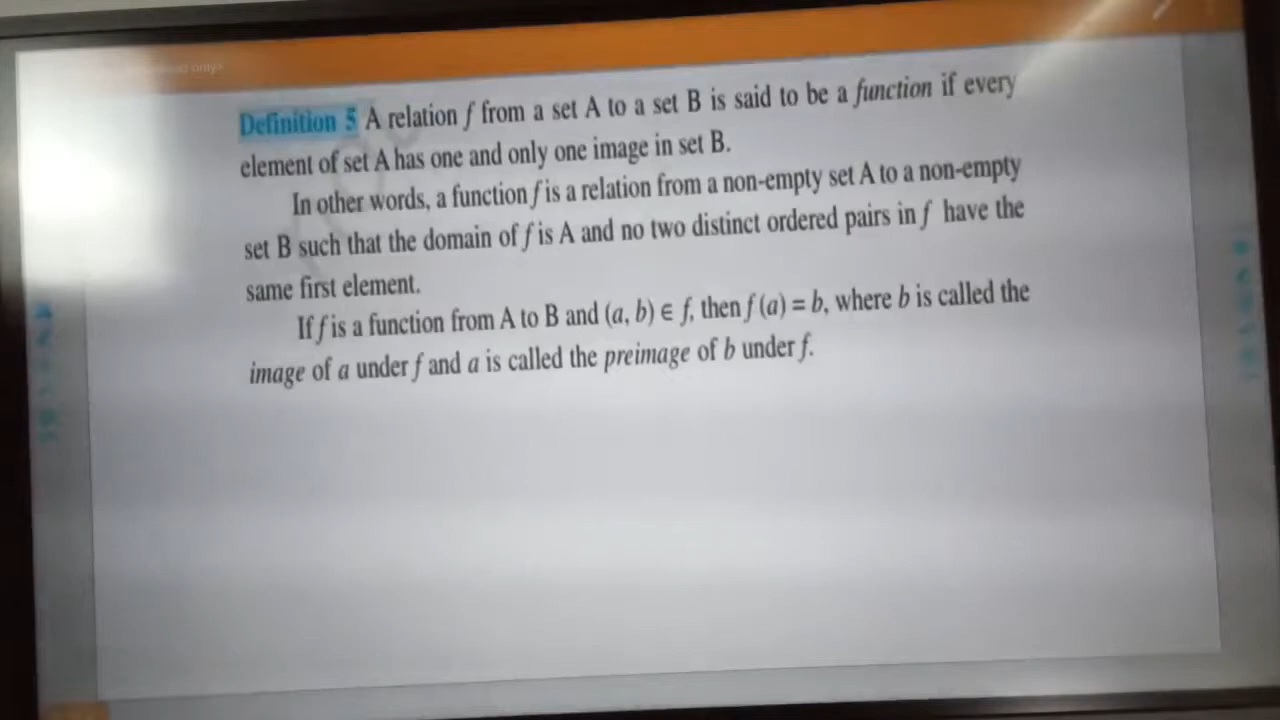 only
Definition 5 A relation f from a set A to a set B is said to be a function if every
element of set A has one and only one image in set B.
In other words, a function f is a relation from a non-empty set A to a non-empty
set B such that the domain of f is A and no two distinct ordered pairs in f have the
same first element.
If f is a function from A to B and (a, b) ∈ f, then f (a) = b, where b is called the
image of a under f and a is called the preimage of b under f.